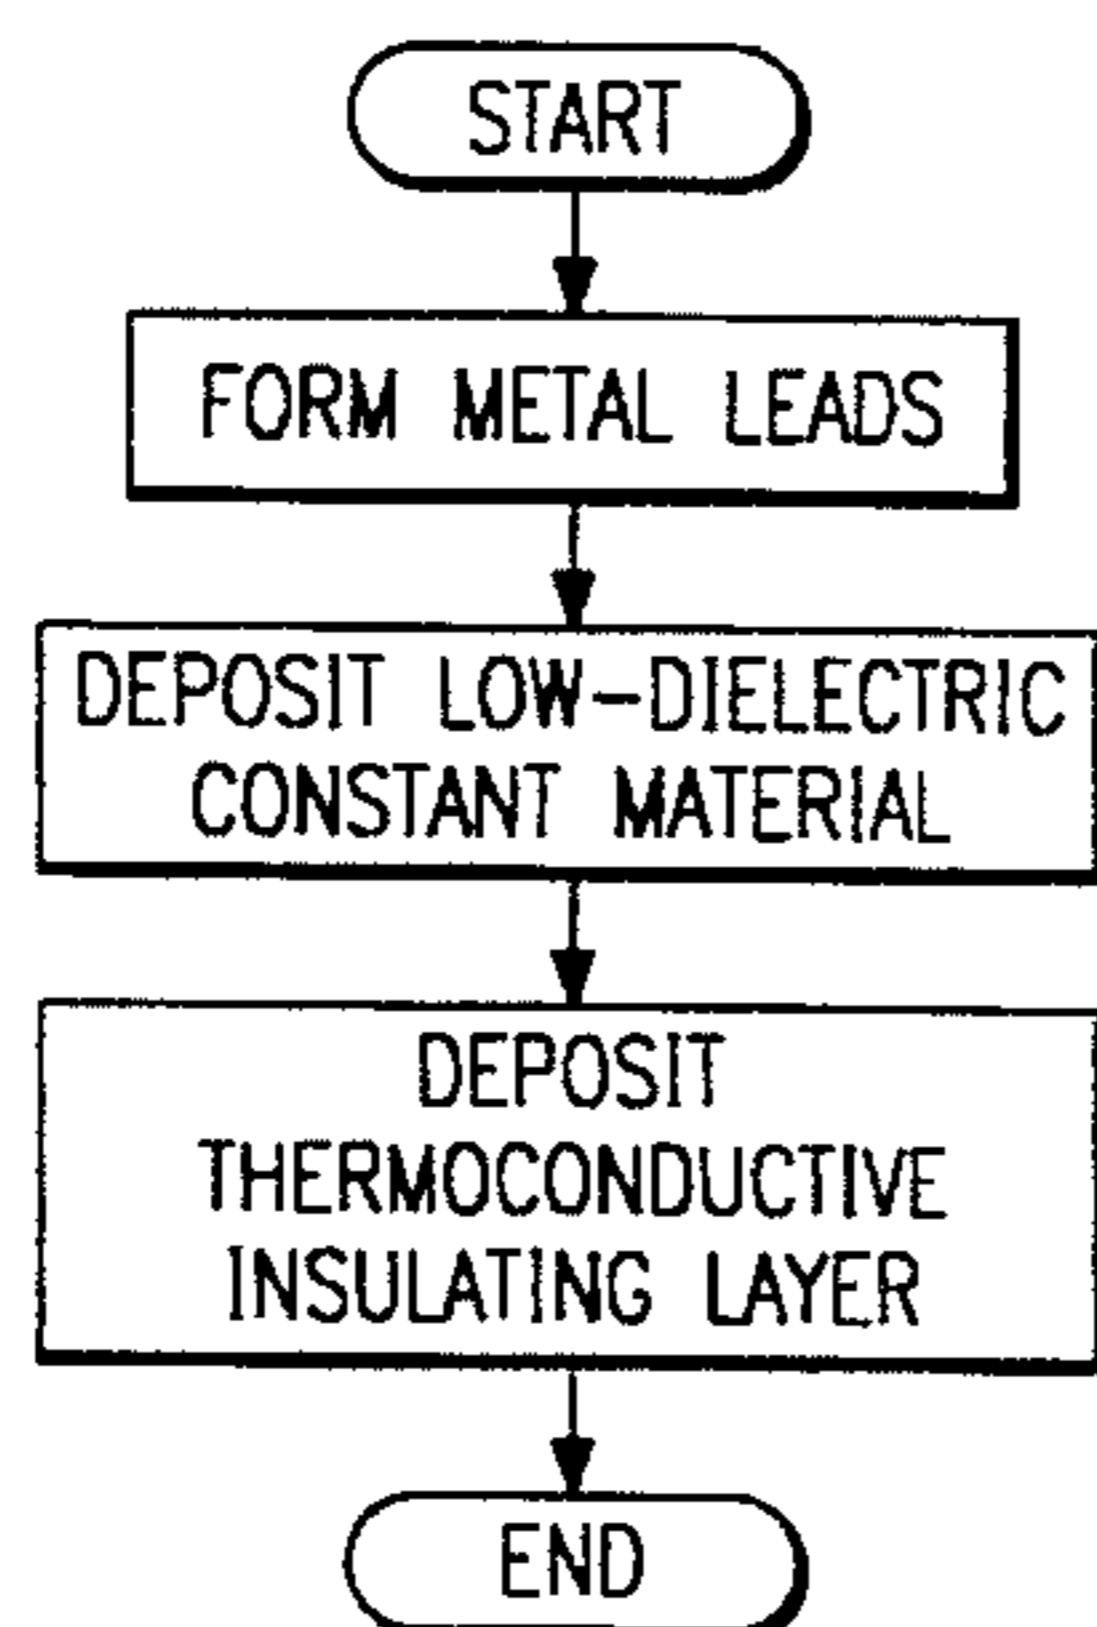 START
FORM METAL LEADS
DEPOSIT LOW-DIELECTRIC
CONSTANT MATERIAL
DEPOSIT
THERMOCONDUCTIVE
INSULATING LAYER
END